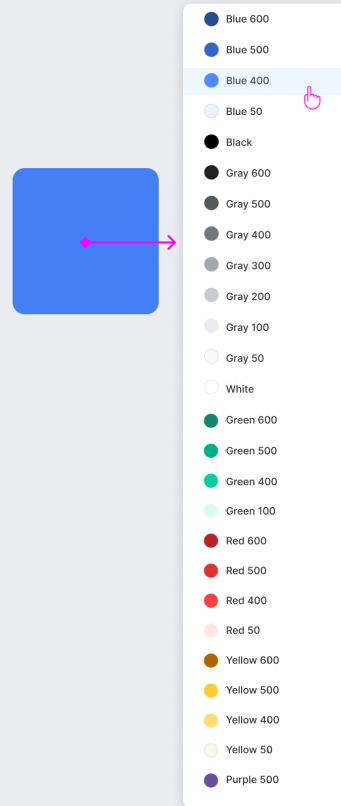 Blue 600
Blue 500
Blue 400
Blue 50
Black
Gray 600
Gray 500
Gray 400
Gray 300
Gray 200
Gray 100
Gray 50
White
Green 600
Green 500
Green 400
Green 100
Red 600
Red 500
Red 400
Red 50
Yellow 600
Yellow 500
Yellow 400
Yellow 50
Purple 500